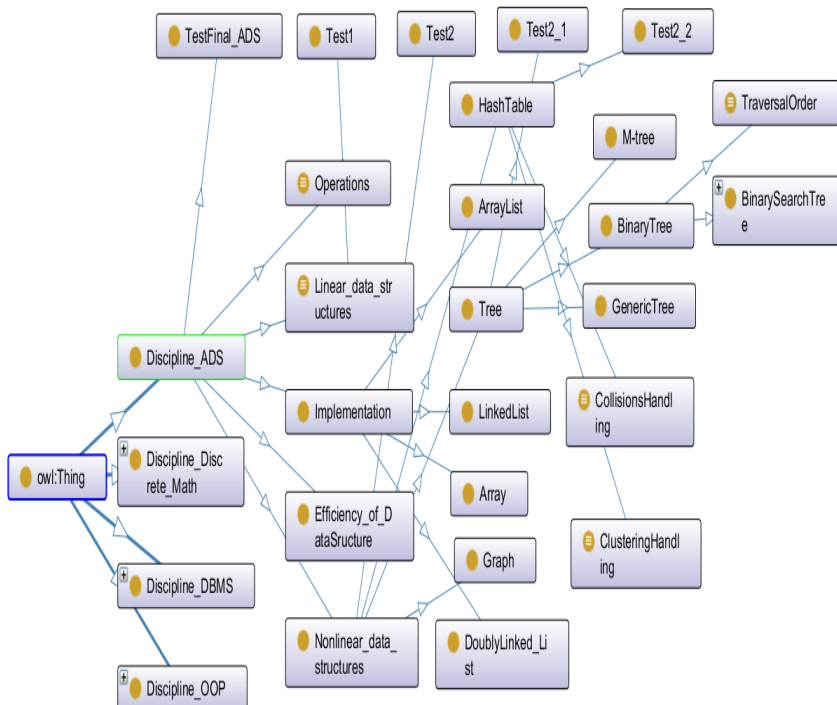 TestFinal_ADS
Test1
Test2
Test2_1
Test2_2
HashTable
TraversalOrder
M-tree
Operations
ArrayList
BinaryTree
BinarySearchTre
e
Linear_data_str
uctures
Tree
GenericTree
Discipline_ADS
Implementation
LinkedList
CollisionsHandl
ing
owl:Thing
Discipline_Disc
rete_Math
Efficiency_of_D
ataSructure
Array
Graph
ClusteringHandl
ing
Discipline_DBMS
Nonlinear_data_
structures
DoublyLinked_Li
st
Discipline_OOP